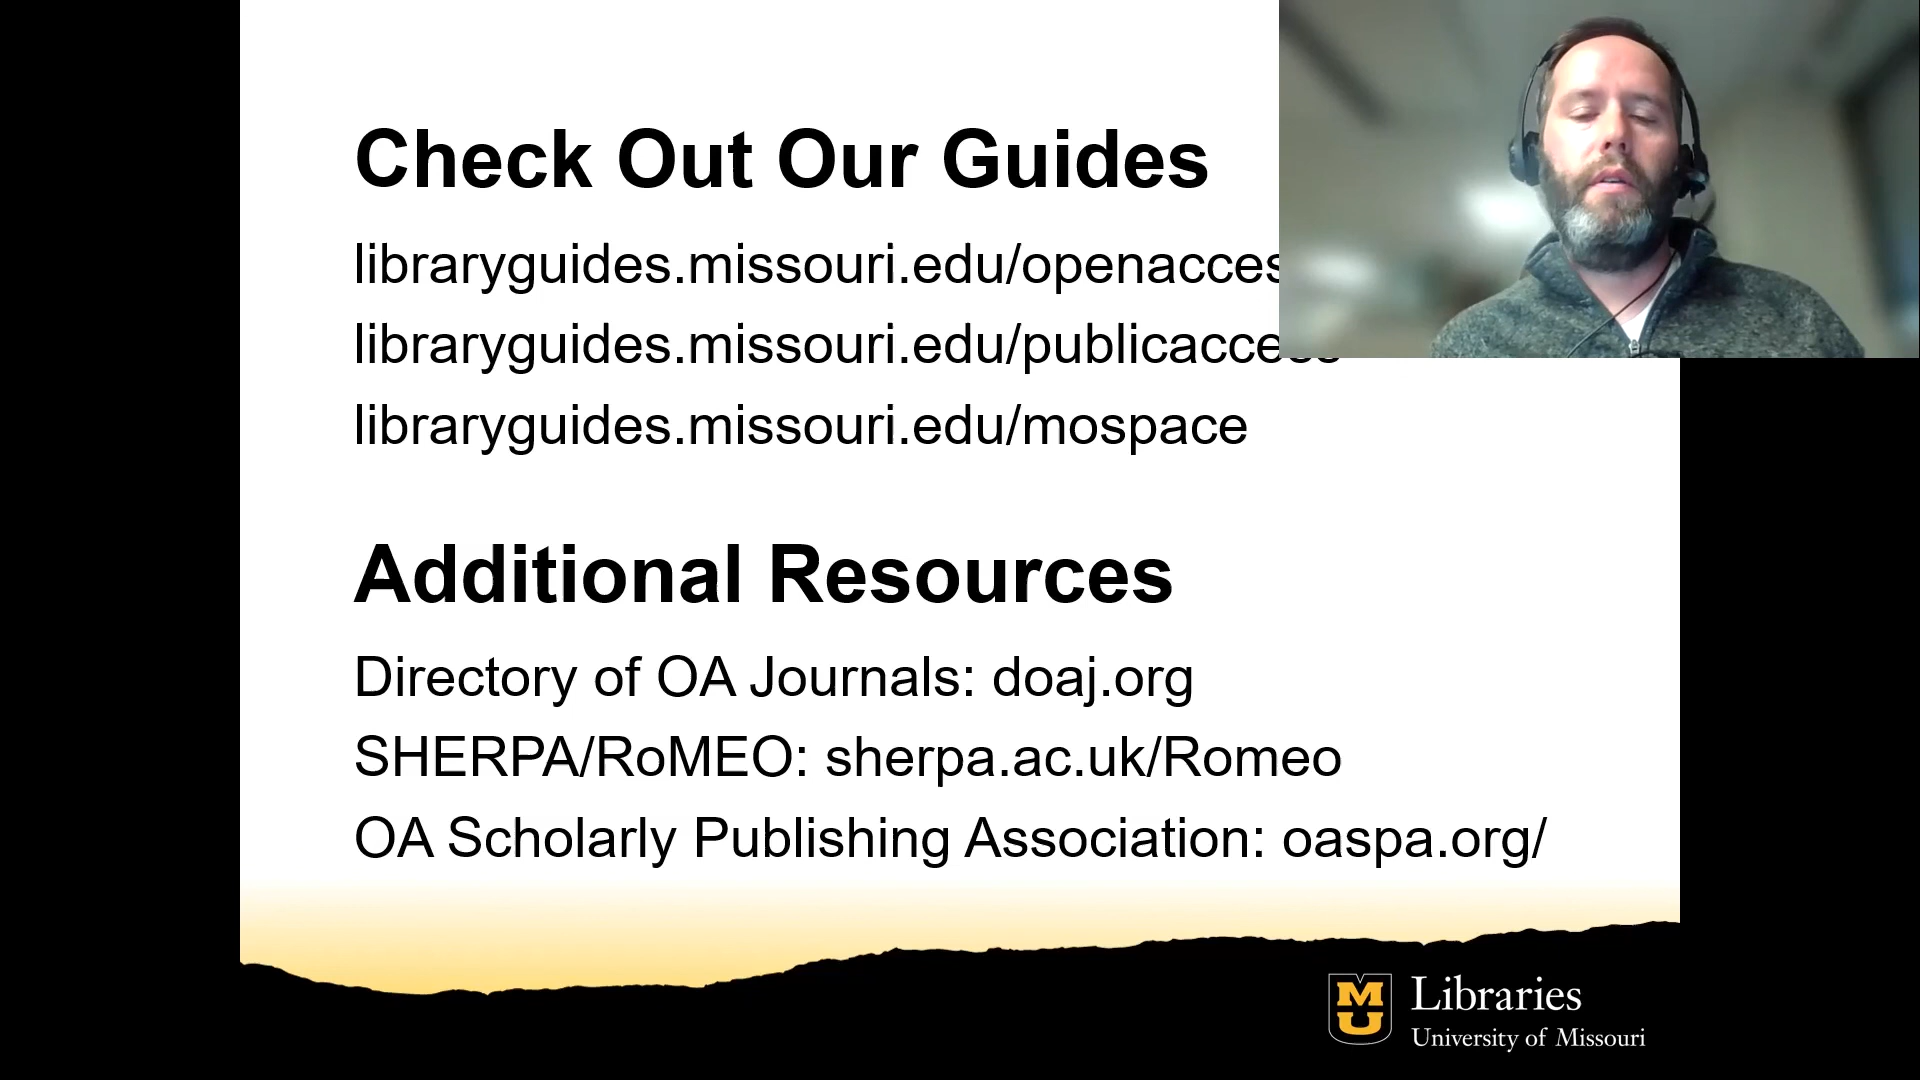 Check Out Our Guides
libraryguides.missouri.edu/openacces
libraryguides.missouri.edu/publicaccess
libraryguides.missouri.edu/mospace
Additional Resources
Directory of OA Journals: doaj.org
SHERPA/RoMEO: sherpa.ac.uk/Romeo
OA Scholarly Publishing Association: oaspa.org/
MU
Libraries
University of Missouri